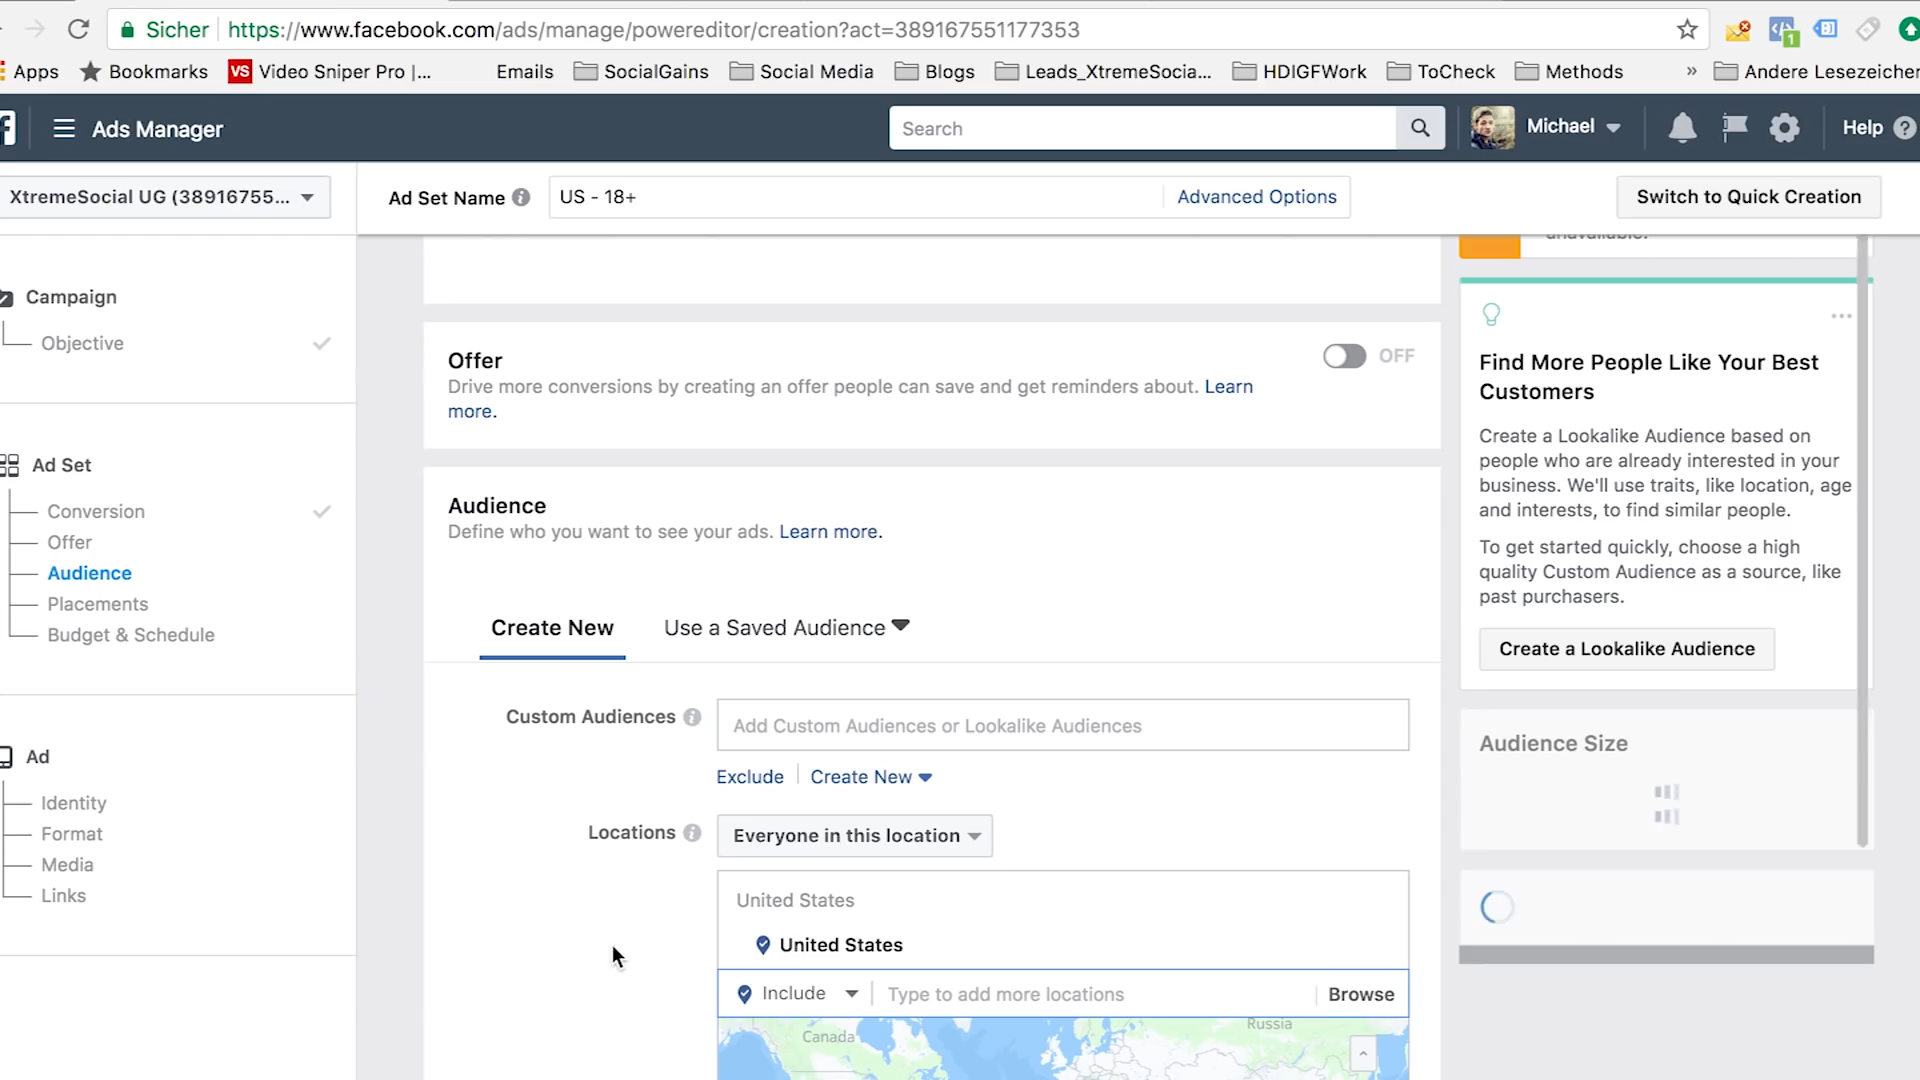 Sicher https://www.facebook.com/ads/manage/powereditor/creation?act=389167551177353
Apps Bookmarks VS Video Sniper Pro |... Emails SocialGains Social Media Blogs Leads_XtremeSocia... HDIGFWork ToCheck Methods » Andere Lesezeichen
Ads Manager Search Michael Help ?
XtremeSocial UG (38916755... Ad Set Name US - 18+ Advanced Options Switch to Quick Creation
Campaign
Objective
Ad Set
Conversion
Offer
Audience
Placements
Budget & Schedule
Ad
Identity
Format
Media
Links
Offer
OFF
Drive more conversions by creating an offer people can save and get reminders about. Learn
more.
Audience
Define who you want to see your ads. Learn more.
Create New Use a Saved Audience
Custom Audiences Add Custom Audiences or Lookalike Audiences
Exclude Create New
Locations Everyone in this location
United States
United States
Include Type to add more locations Browse
Canada Russia
unavailable.
Find More People Like Your Best
Customers
Create a Lookalike Audience based on
people who are already interested in your
business. We'll use traits, like location, age
and interests, to find similar people.
To get started quickly, choose a high
quality Custom Audience as a source, like
past purchasers.
Create a Lookalike Audience
Audience Size